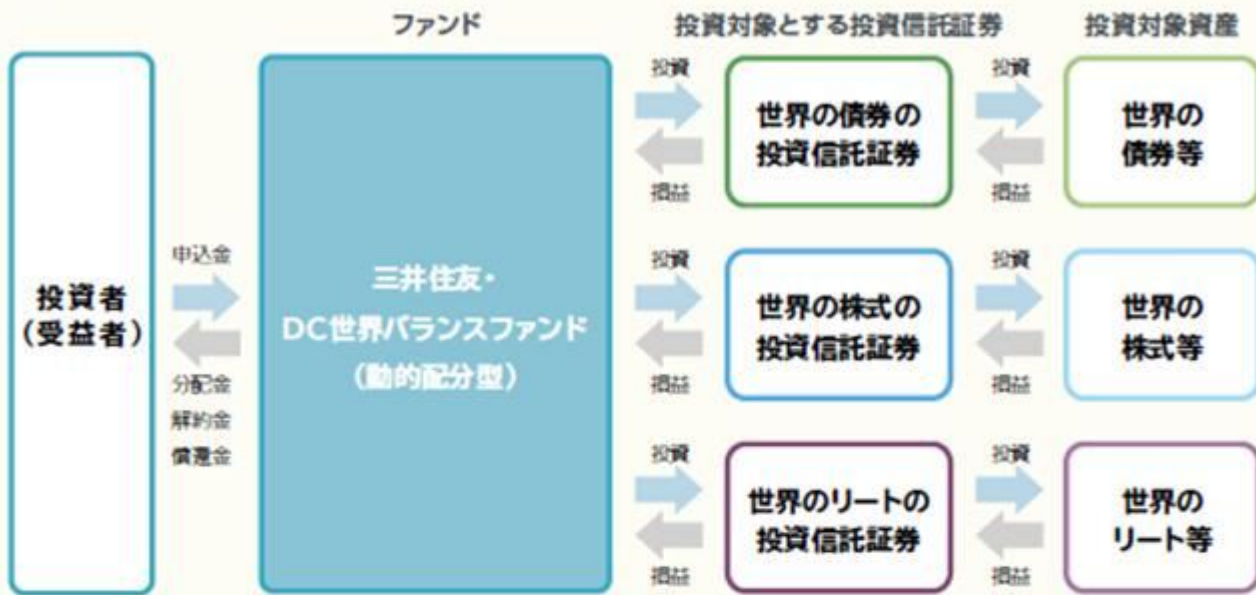 ファンド
投資対象とする投資信託証券
投資対象資産
投資者
(受益者)
申込金
分配金
解約金
償還金
三井住友・
DC世界バランスファンド
(動的配分型)
投資
損益
世界の債券の
投資信託証券
投資
損益
世界の
債券等
投資
損益
世界の株式の
投資信託証券
投資
損益
世界の
株式等
投資
損益
世界のリートの
投資信託証券
投資
損益
世界の
リート等